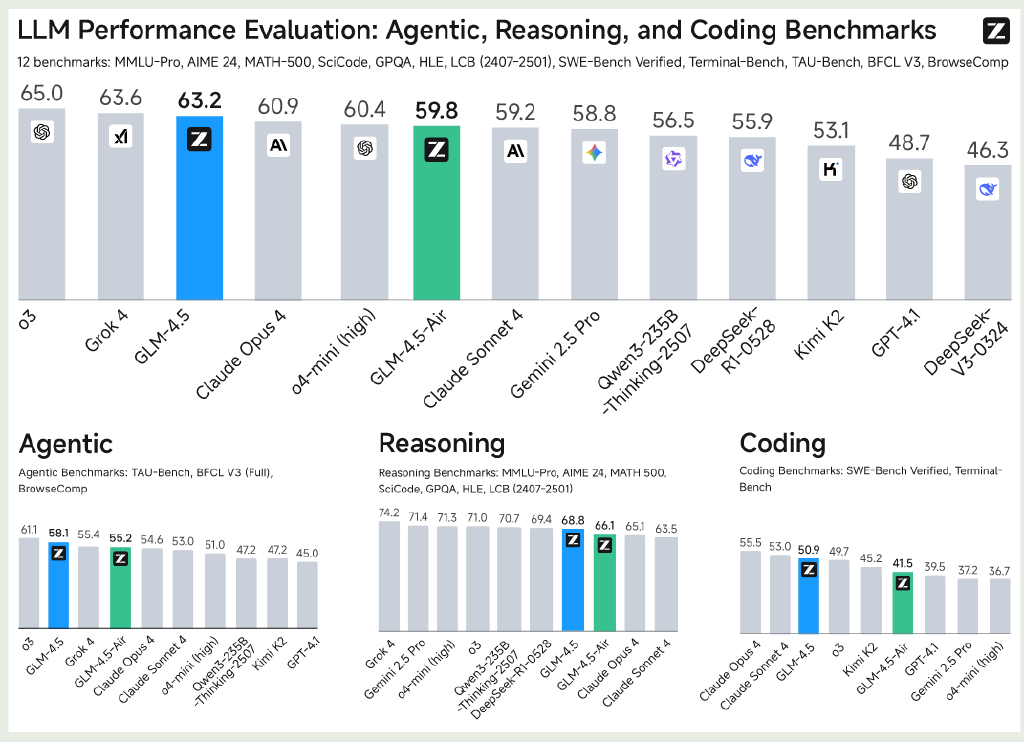 LLM Performance Evaluation: Agentic, Reasoning, and Coding Benchmarks
Z
12 benchmarks: MMLU-Pro, AIME 24, MATH-500, SciCode, GPQA, HLE, LCB (2407-2501), SWE-Bench Verified, Terminal-Bench, TAU-Bench, BFCL V3, BrowseComp
65.0
63.6
63.2
60.9
60.4
59.8
59.2
58.8
56.5
55.9
53.1
48.7
46.3
o3
Grok 4
GLM-4.5
Claude Opus 4
o4-mini (high)
GLM-4.5-Air
Claude Sonnet 4
Gemini 2.5 Pro
Qwen3-235B
-Thinking-2507
DeepSeek-
R1-0528
Kimi K2
GPT-4.1
DeepSeek-
V3-0324
Agentic
Agentic Benchmarks: TAU-Bench, BFCL V3 (Full),
BrowseComp
61.1
58.1
55.4
55.2
54.6
53.0
51.0
47.2
47.2
45.0
o3
GLM-4.5
Grok 4
GLM-4.5-Air
Claude Opus 4
Claude Sonnet 4
o4-mini (high)
Qwen3-235B
-Thinking-2507
Kimi K2
GPT-4.1
Reasoning
Reasoning Benchmarks: MMLU-Pro, AIME 24, MATH 500,
SciCode, GPQA, HLE, LCB (2407-2501)
74.2
71.4
71.3
71.0
70.7
69.4
68.8
66.1
65.1
63.5
Grok 4
Gemini 2.5 Pro
o4-mini (high)
o3
Qwen3-235B
-Thinking-2507
DeepSeek-R1-0528
GLM-4.5
GLM-4.5-Air
Claude Opus 4
Claude Sonnet 4
Coding
Coding Benchmarks: SWE-Bench Verified, Terminal-
Bench
55.5
53.0
50.9
49.7
45.2
41.5
39.5
37.2
36.7
Claude Opus 4
Claude Sonnet 4
GLM-4.5
o3
Kimi K2
GLM-4.5-Air
GPT-4.1
Gemini 2.5 Pro
o4-mini (high)